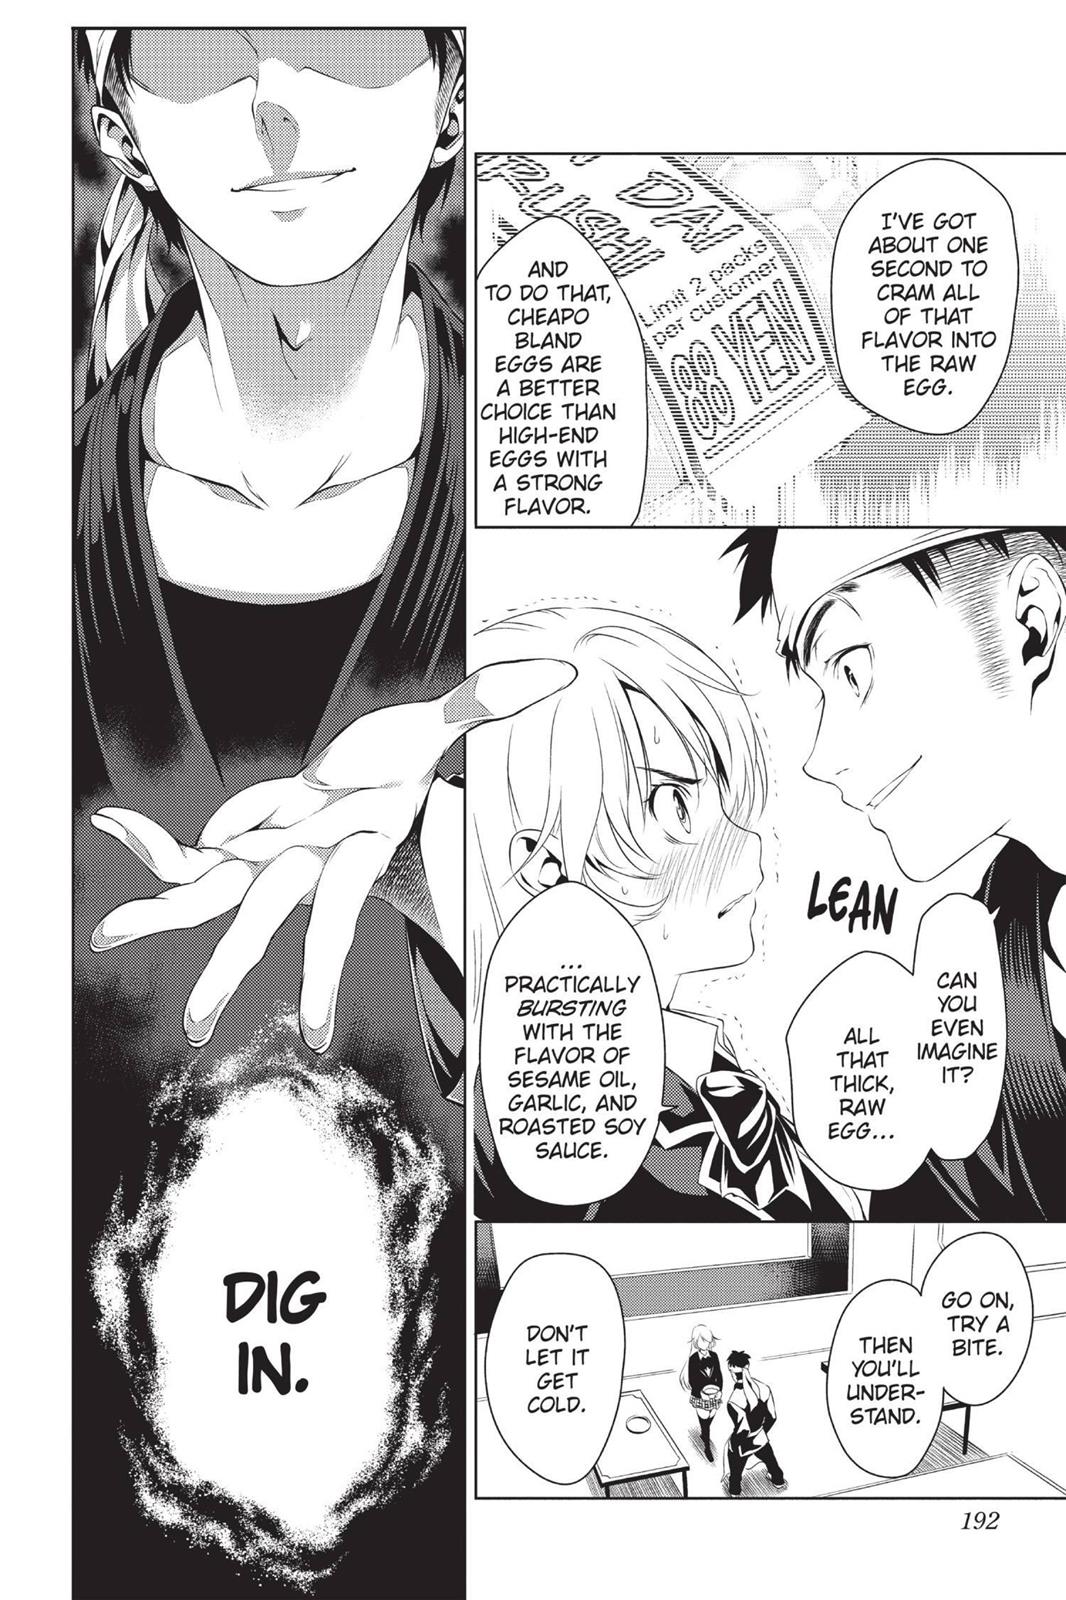 I'VE GOT
ABOUT ONE
SECOND TO
CRAM ALL
OF THAT
FLAVOR INTO
THE RAW
EGG.
Limit 2 packs
per customer
88 YEN
AND
TO DO THAT,
CHEAPO
BLAND
EGGS ARE
A BETTER
CHOICE THAN
HIGH-END
EGGS WITH
A STRONG
FLAVOR.
LEAN
CAN
YOU
EVEN
IMAGINE
IT?
ALL
THAT
THICK,
RAW
EGG...
...
PRACTICALLY
BURSTING
WITH THE
FLAVOR OF
SESAME OIL,
GARLIC, AND
ROASTED SOY
SAUCE.
GO ON,
TRY A
BITE.
THEN
YOU'LL
UNDER-
STAND.
DON'T
LET IT
GET
COLD.
DIG
IN.
192